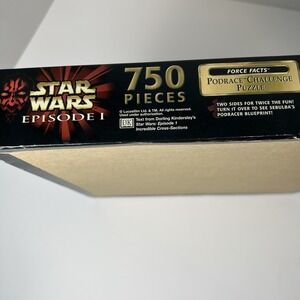 STAR
WARS
EPISODE I
750
PIECES
© Lucasfilm Ltd. & TM. All rights reserved.
Used under authorization.
DK
Text from Dorling Kindersley's
Star Wars: Episode 1
Incredible Cross-Sections
FORCE FACTS
PODRACE CHALLENGE
PUZZLE
TWO SIDES FOR TWICE THE FUN!
TURN IT OVER TO SEE SEBULBA'S
PODRACER BLUEPRINT!